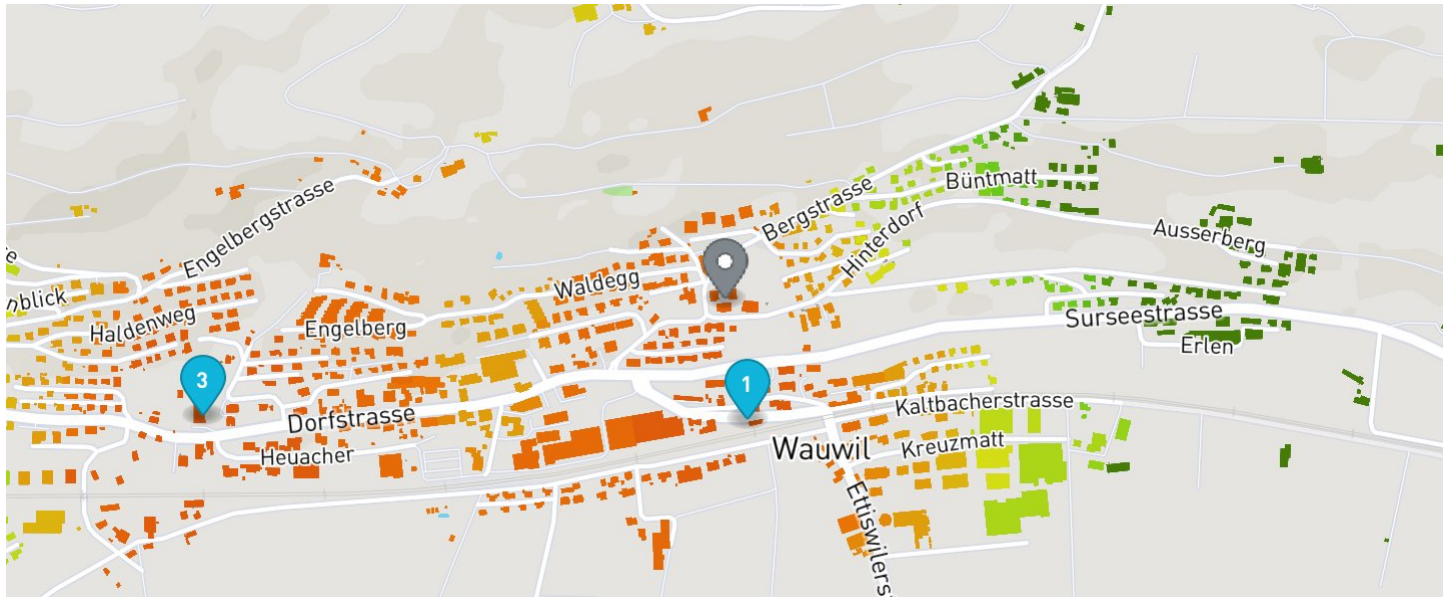 Büntmatt
Bergstrasse
Engelbergstrasse
Hinterdorf
Ausserberg
Waldegg
Haldenweg
Engelberg
Surseestrasse
Erlen
3
1
Dorfstrasse
Kaltbacherstrasse
Heuacher
Wauwil
Kreuzmatt